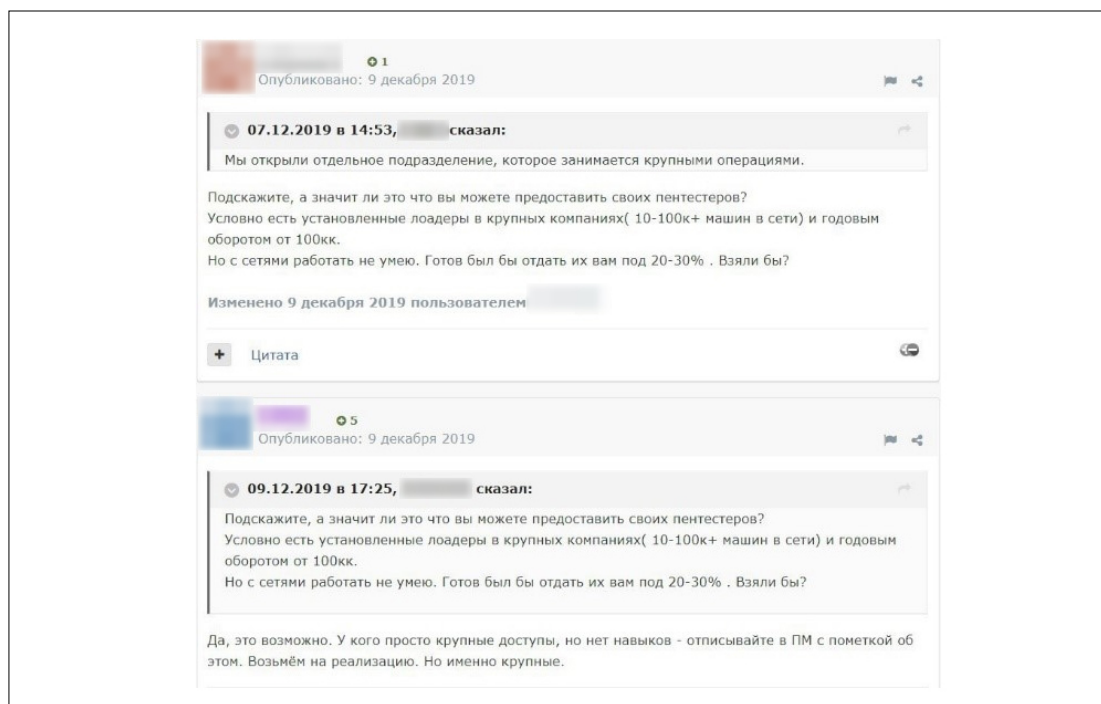 1
Опубликовано: 9 декабря 2019
07.12.2019 в 14:53, сказал:
Мы открыли отдельное подразделение, которое занимается крупными операциями.
Подскажите, а значит ли это что вы можете предоставить своих пентестеров?
Условно есть установленные лоадеры в крупных компаниях( 10-100к+ машин в сети) и годовым
оборотом от 100кк.
Но с сетями работать не умею. Готов был бы отдать их вам под 20-30% . Взяли бы?
Изменено 9 декабря 2019 пользователем
+ Цитата
5
Опубликовано: 9 декабря 2019
09.12.2019 в 17:25, сказал:
Подскажите, а значит ли это что вы можете предоставить своих пентестеров?
Условно есть установленные лоадеры в крупных компаниях( 10-100к+ машин в сети) и годовым
оборотом от 100кк.
Но с сетями работать не умею. Готов был бы отдать их вам под 20-30% . Взяли бы?
Да, это возможно. У кого просто крупные доступы, но нет навыков - отписывайте в ПМ с пометкой об
этом. Возьмём на реализацию. Но именно крупные.